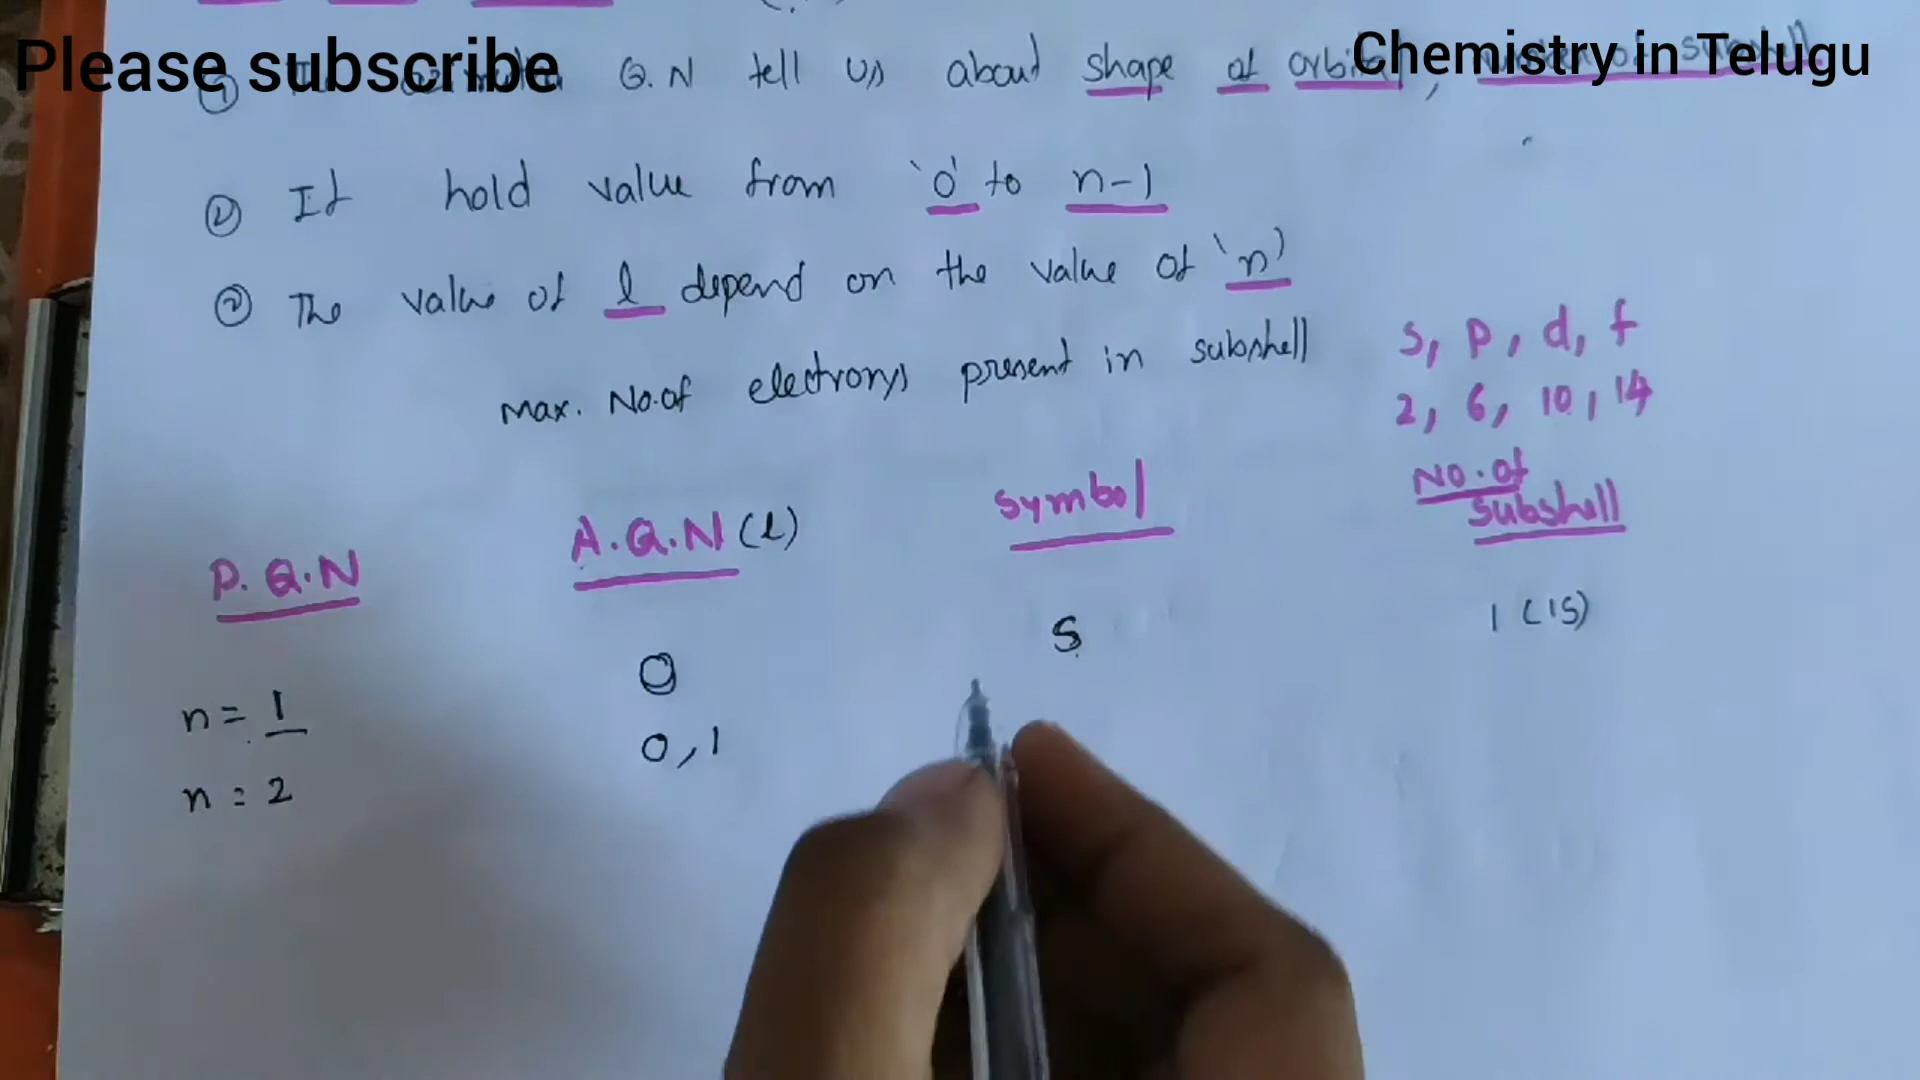 Please subscribe
Chemistry in Telugu
Q.N tell us about shape of orbital,
② It hold value from '0' to n-1
③ The value of l depend on the value of 'n'
max. No.of electrons present in subshell
s, p, d, f
2, 6, 10, 14
P.Q.N A.Q.N (l) Symbol No.of Subshell
n = 1 0 S 1 (1S)
n = 2 0, 1